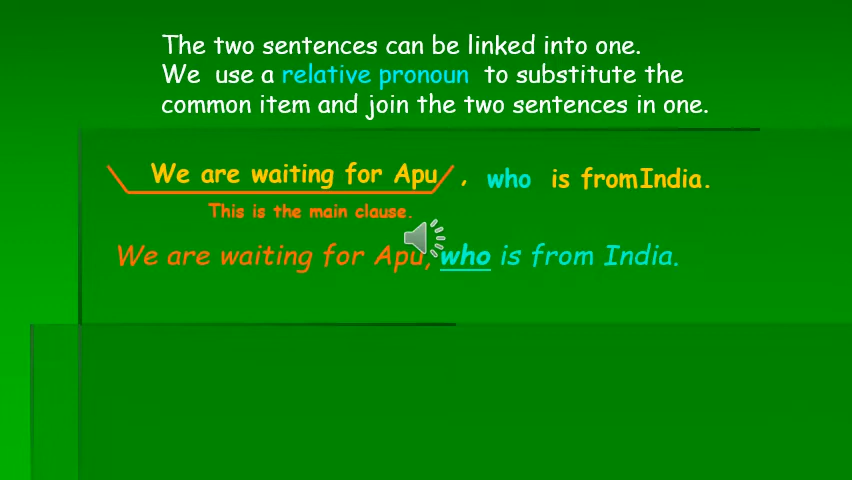 The two sentences can be linked into one.
We use a relative pronoun to substitute the
common item and join the two sentences in one.
We are waiting for Apu , who is fromIndia.
This is the main clause.
We are waiting for Apu, who is from India.